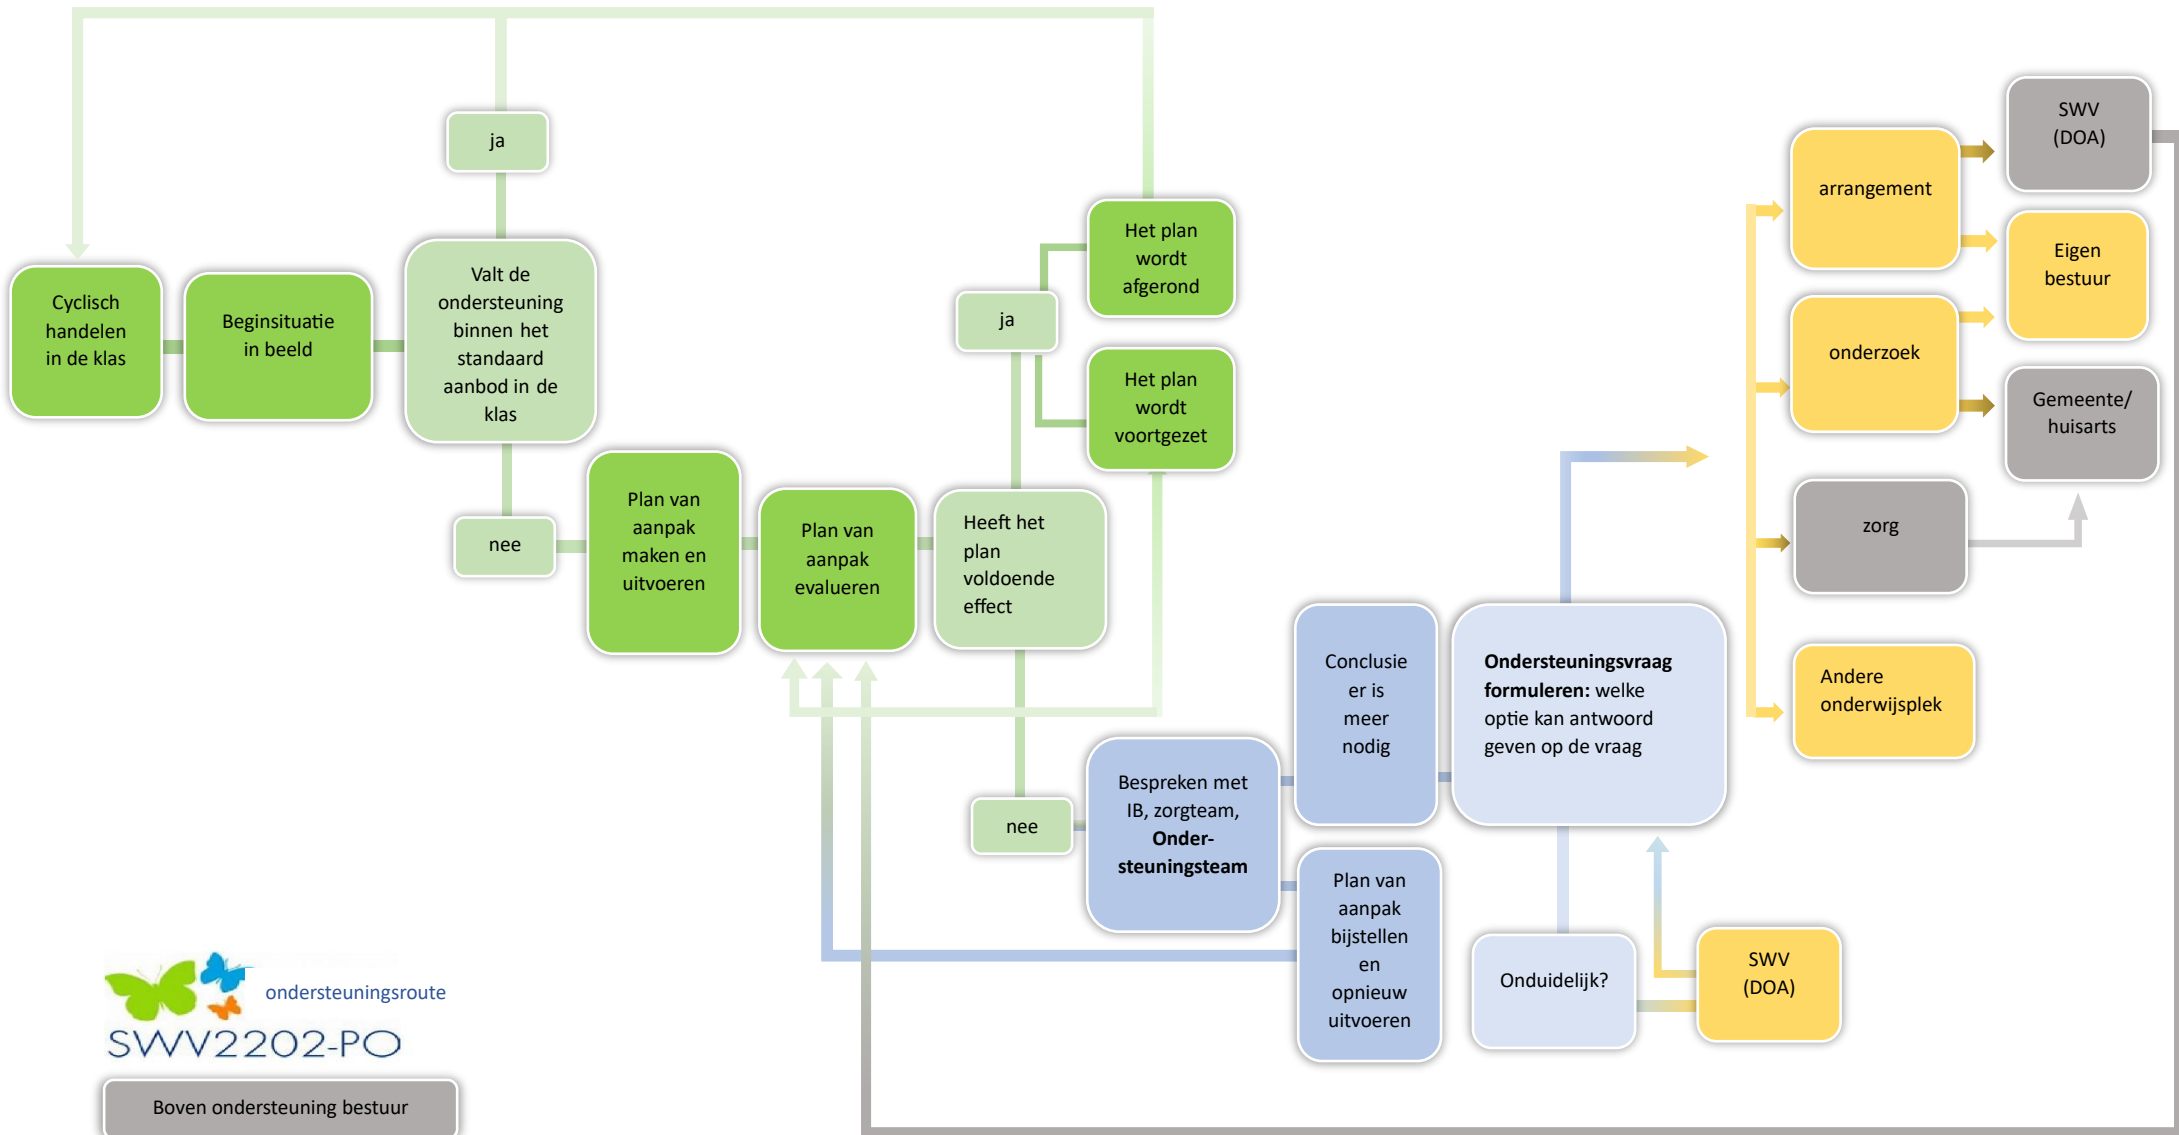 ja
Cyclisch
handelen
in de klas
Beginsituatie
in beeld
Valt de
ondersteuning
binnen het
standaard
aanbod in de
klas
nee
Plan van
aanpak
maken en
uitvoeren
Plan van
aanpak
evalueren
Heeft het
plan
voldoende
effect
ja
Het plan
wordt
afgerond
Het plan
wordt
voortgezet
nee
Bespreken met
IB, zorgteam,
Onder-
steuningsteam
Conclusie
er is
meer
nodig
Plan van
aanpak
bijstellen
en
opnieuw
uitvoeren
Ondersteuningsvraag
formuleren: welke
optie kan antwoord
geven op de vraag
Onduidelijk?
SWV
(DOA)
arrangement
onderzoek
zorg
Andere
onderwijsplek
SWV
(DOA)
Eigen
bestuur
Gemeente/
huisarts
ondersteuningsroute
SWV2202-PO
Boven ondersteuning bestuur